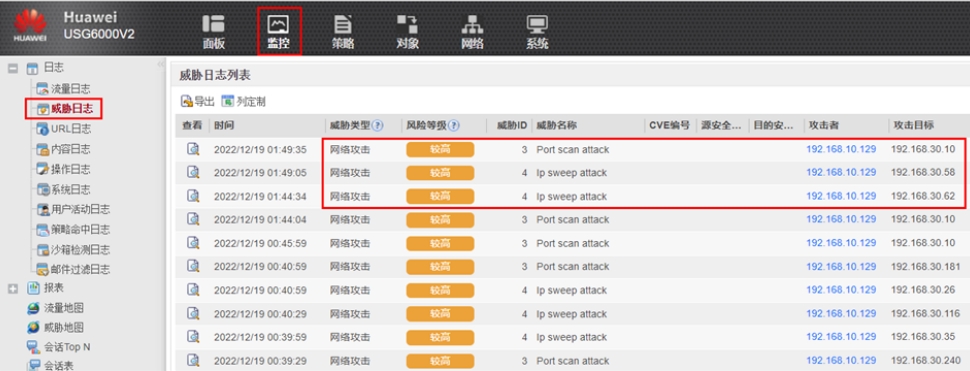 HUAWEI
Huawei
USG6000V2
面板 监控 策略 对象 网络 系统
日志
流量日志
威胁日志
URL日志
内容日志
操作日志
系统日志
用户活动日志
策略命中日志
沙箱检测日志
邮件过滤日志
报表
流量地图
威胁地图
会话Top N
会话表
威胁日志列表
导出 列定制
查看 时间 威胁类型 风险等级 威胁ID 威胁名称 CVE编号 源安全... 目的安... 攻击者 攻击目标
2022/12/19 01:49:35 网络攻击 较高 3 Port scan attack 192.168.10.129 192.168.30.10
2022/12/19 01:49:05 网络攻击 较高 4 Ip sweep attack 192.168.10.129 192.168.30.58
2022/12/19 01:44:34 网络攻击 较高 4 Ip sweep attack 192.168.10.129 192.168.30.62
2022/12/19 01:44:04 网络攻击 较高 3 Port scan attack 192.168.10.129 192.168.30.10
2022/12/19 00:45:59 网络攻击 较高 3 Port scan attack 192.168.10.129 192.168.30.10
2022/12/19 00:40:59 网络攻击 较高 3 Port scan attack 192.168.10.129 192.168.30.181
2022/12/19 00:40:59 网络攻击 较高 4 Ip sweep attack 192.168.10.129 192.168.30.26
2022/12/19 00:40:29 网络攻击 较高 4 Ip sweep attack 192.168.10.129 192.168.30.116
2022/12/19 00:39:59 网络攻击 较高 4 Ip sweep attack 192.168.10.129 192.168.30.35
2022/12/19 00:39:29 网络攻击 较高 3 Port scan attack 192.168.10.129 192.168.30.240